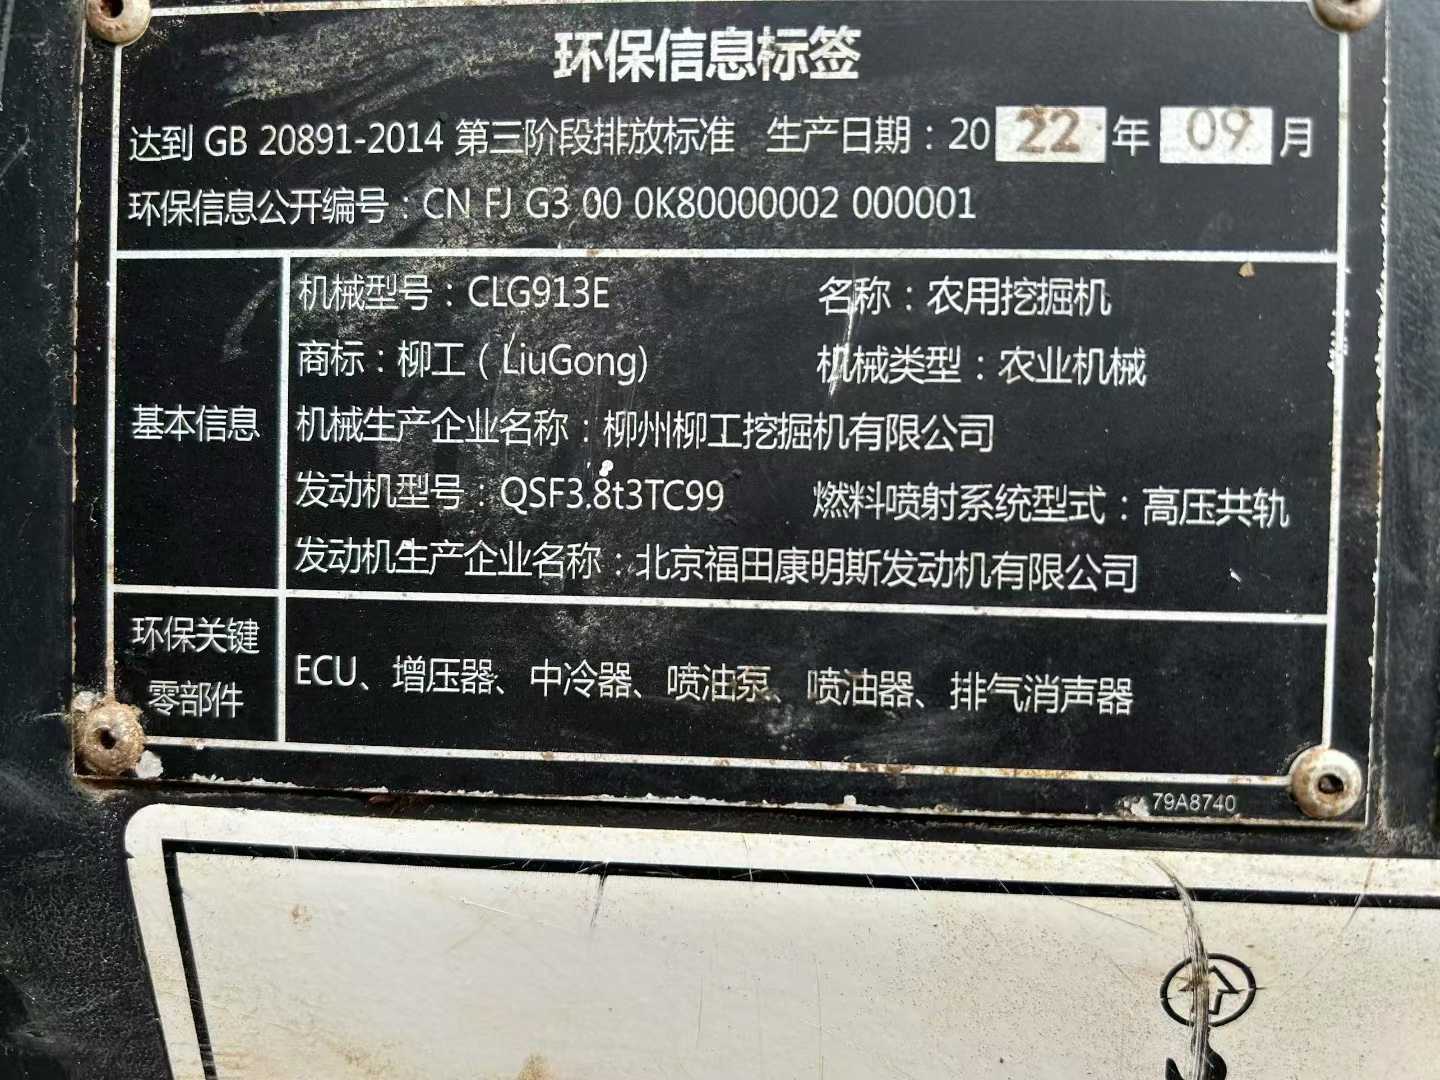 环保信息标签
达到 GB 20891-2014 第三阶段排放标准 生产日期：20 22 年 09 月
环保信息公开编号：CN FJ G3 00 0K80000002 000001
机械型号：CLG913E 名称：农用挖掘机
商标：柳工（LiuGong) 机械类型：农业机械
基本信息 机械生产企业名称：柳州柳工挖掘机有限公司
发动机型号：QSF3.8t3TC99 燃料喷射系统型式：高压共轨
发动机生产企业名称：北京福田康明斯发动机有限公司
环保关键
零部件
ECU、增压器、中冷器、喷油泵、喷油器、排气消声器
79A8740